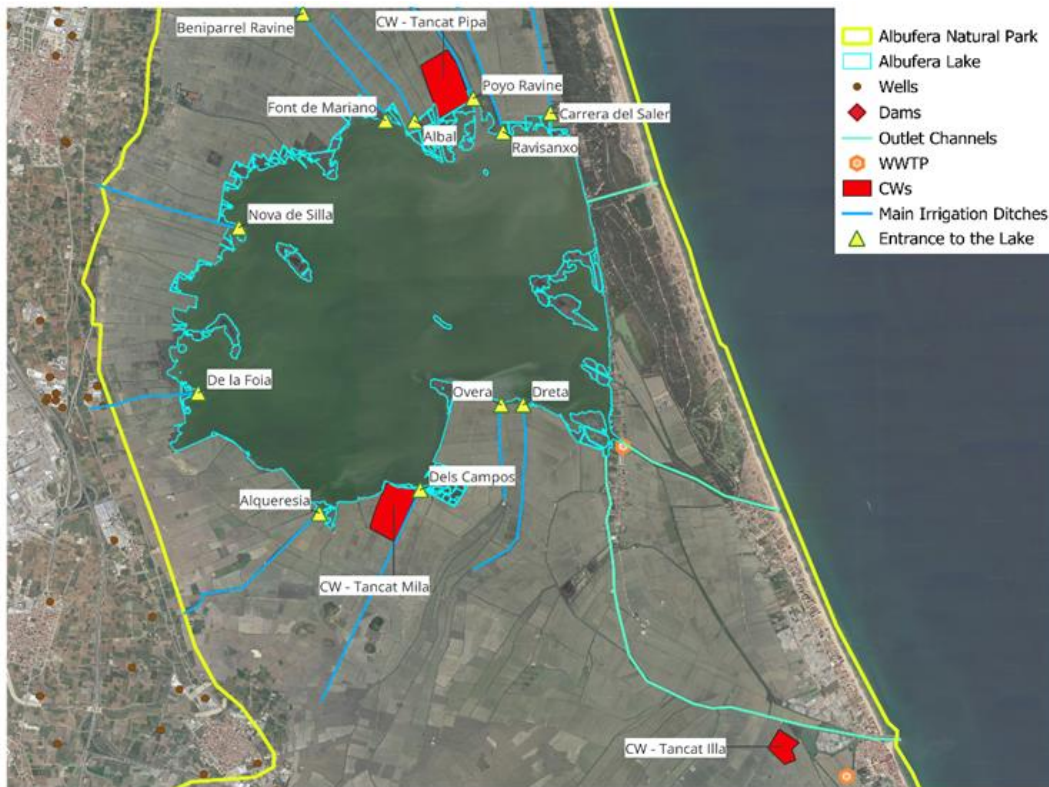 Beniparrel Ravine
CW - Tancat Pipa
Poyo Ravine
Font de Mariano
Albal
Carrera del Saler
Ravisanxo
Nova de Silla
De la Foia
Overa
Dreta
Dels Campos
Alqueresia
CW - Tancat Mila
CW - Tancat Illa
Albufera Natural Park
Albufera Lake
Wells
Dams
Outlet Channels
WWTP
CWs
Main Irrigation Ditches
Entrance to the Lake